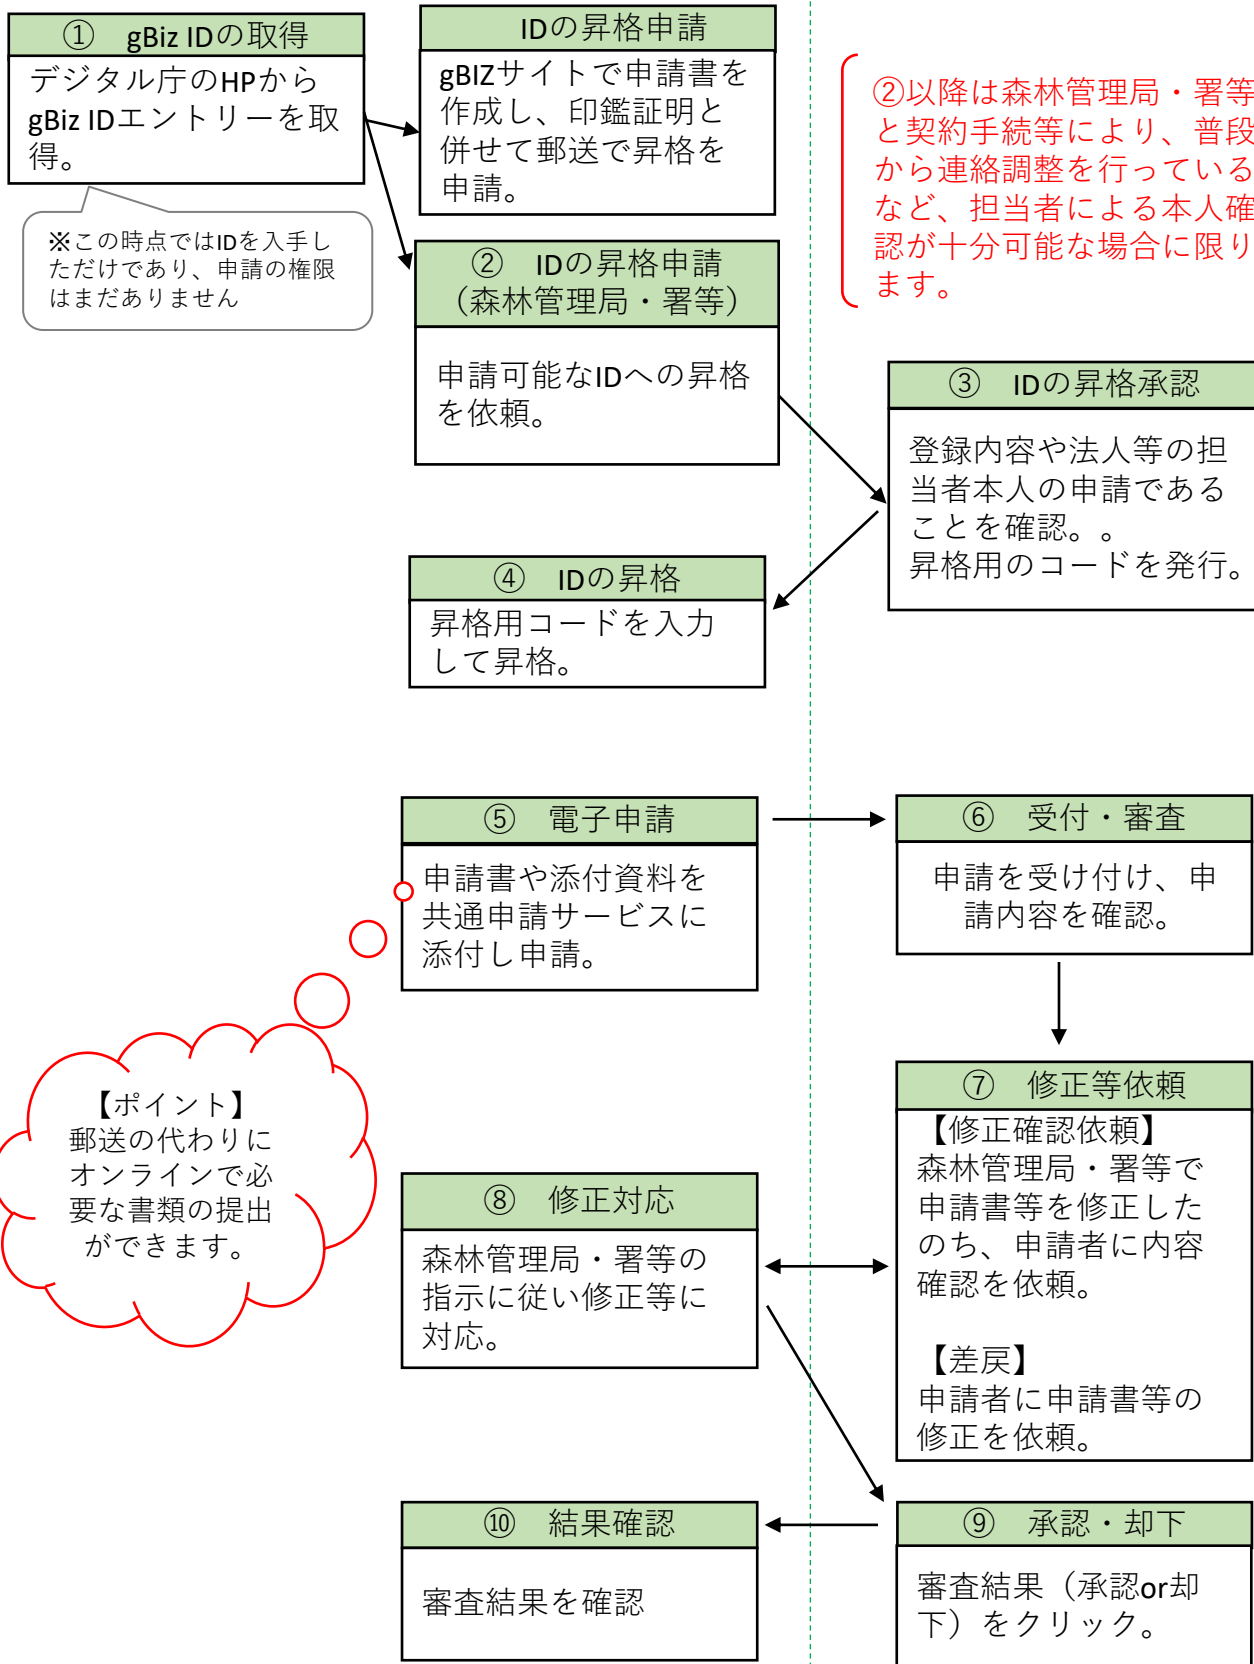 ① gBiz IDの取得
デジタル庁のHPから
gBiz IDエントリーを取
得。
※この時点ではIDを入手し
ただけであり、申請の権限
はまだありません
IDの昇格申請
gBIZサイトで申請書を
作成し、印鑑証明と
併せて郵送で昇格を
申請。
②以降は森林管理局・署等
と契約手続等により、普段
から連絡調整を行っている
など、担当者による本人確
認が十分可能な場合に限り
ます。
② IDの昇格申請
（森林管理局・署等）
申請可能なIDへの昇格
を依頼。
③ IDの昇格承認
登録内容や法人等の担
当者本人の申請である
ことを確認。。
昇格用のコードを発行。
④ IDの昇格
昇格用コードを入力
して昇格。
⑤ 電子申請
申請書や添付資料を
共通申請サービスに
添付し申請。
⑥ 受付・審査
申請を受け付け、申
請内容を確認。
【ポイント】
郵送の代わりに
オンラインで必
要な書類の提出
ができます。
⑦ 修正等依頼
【修正確認依頼】
森林管理局・署等で
申請書等を修正した
のち、申請者に内容
確認を依頼。
【差戻】
申請者に申請書等の
修正を依頼。
⑧ 修正対応
森林管理局・署等の
指示に従い修正等に
対応。
⑨ 承認・却下
審査結果（承認or却
下）をクリック。
⑩ 結果確認
審査結果を確認